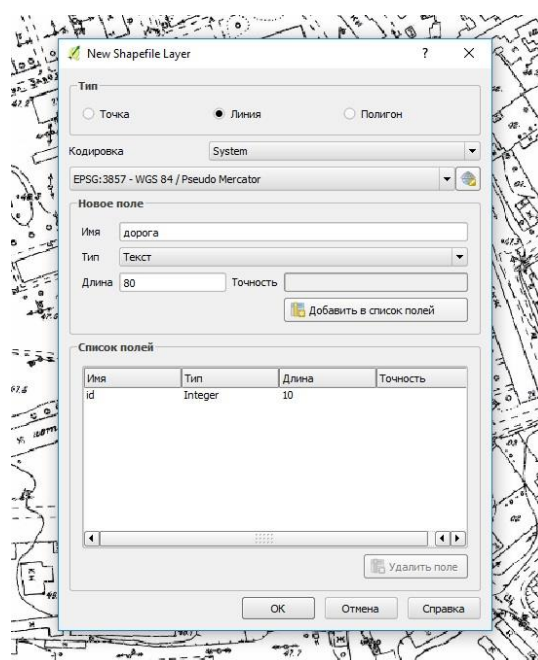 New Shapefile Layer ? ×
Тип
Точка Линия Полигон
Кодировка System
EPSG:3857 - WGS 84 / Pseudo Mercator
Новое поле
Имя дорога
Тип Текст
Длина 80 Точность
Добавить в список полей
Список полей
Имя Тип Длина Точность
id Integer 10
Удалить поле
OK Отмена Справка